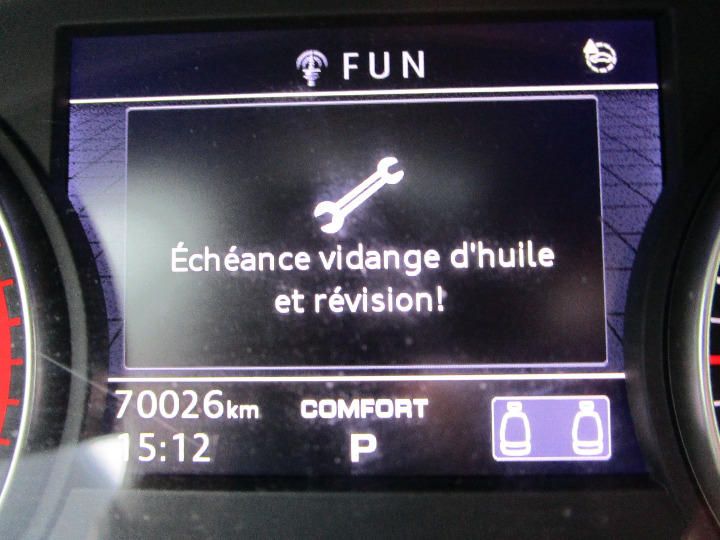 FUN
Échéance vidange d'huile
et révision!
70026km COMFORT
15:12 P